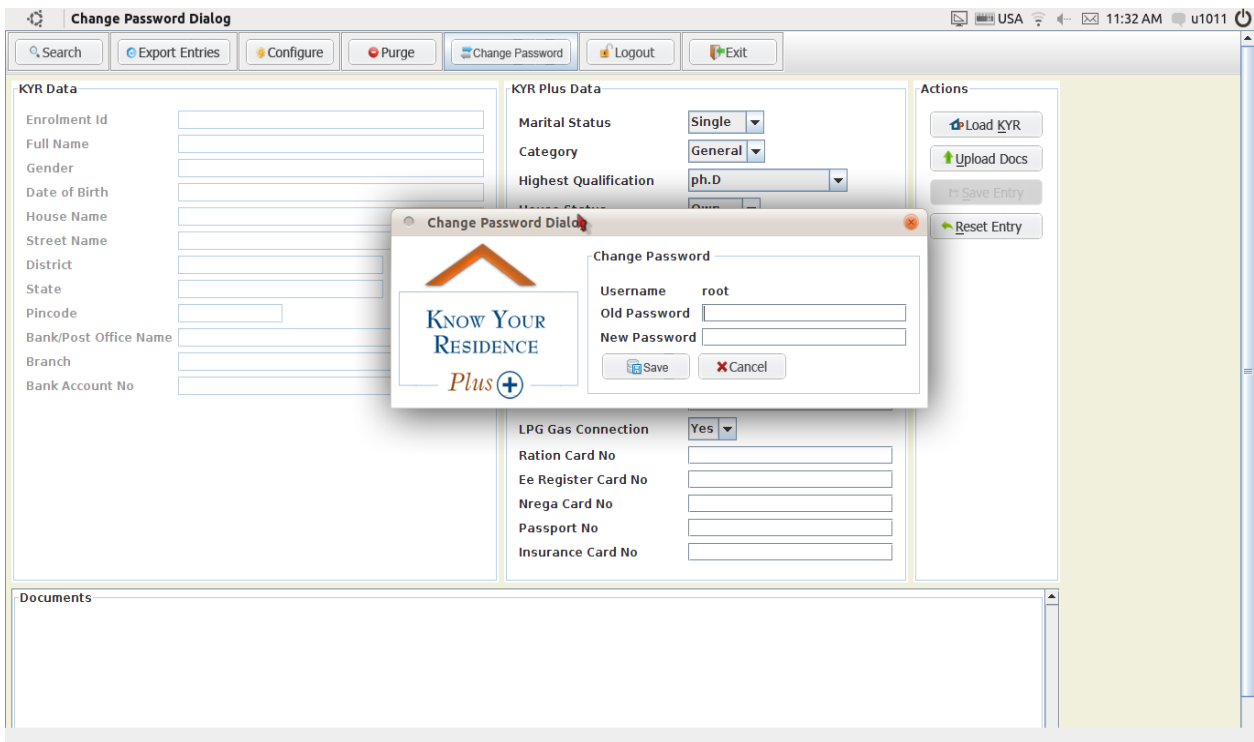 Change Password Dialog
USA 11:32 AM u1011
Search Export Entries Configure Purge Change Password Logout Exit
KYR Data
Enrolment Id
Full Name
Gender
Date of Birth
House Name
Street Name
District
State
Pincode
Bank/Post Office Name
Branch
Bank Account No
KYR Plus Data
Marital Status Single
Category General
Highest Qualification ph.D
House Status Own
Change Password Dialog
KNOW YOUR
RESIDENCE
Plus
Change Password
Username root
Old Password
New Password
Save Cancel
LPG Gas Connection Yes
Ration Card No
Ee Register Card No
Nrega Card No
Passport No
Insurance Card No
Actions
Load KYR
Upload Docs
Save Entry
Reset Entry
Documents